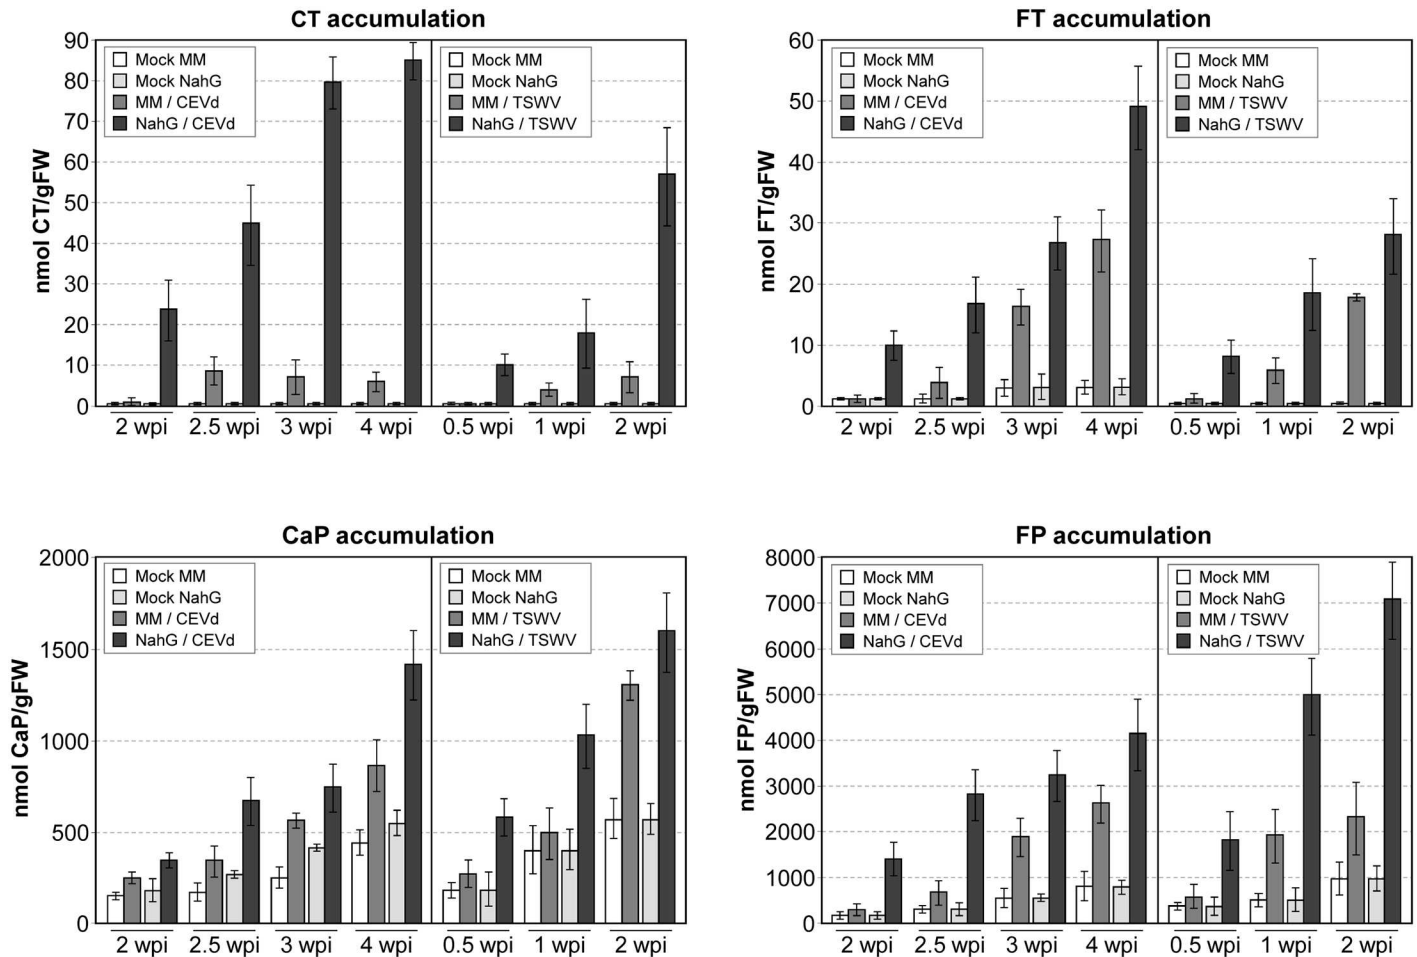 CT accumulation
nmol CT/gFW
90
80
70
60
50
40
30
20
10
0
Mock MM
Mock NahG
MM / CEVd
NahG / CEVd
Mock MM
Mock NahG
MM / TSWV
NahG / TSWV
2 wpi 2.5 wpi 3 wpi 4 wpi 0.5 wpi 1 wpi 2 wpi
FT accumulation
nmol FT/gFW
60
50
40
30
20
10
0
Mock MM
Mock NahG
MM / CEVd
NahG / CEVd
Mock MM
Mock NahG
MM / TSWV
NahG / TSWV
2 wpi 2.5 wpi 3 wpi 4 wpi 0.5 wpi 1 wpi 2 wpi
CaP accumulation
nmol CaP/gFW
2000
1500
1000
500
0
Mock MM
Mock NahG
MM / CEVd
NahG / CEVd
Mock MM
Mock NahG
MM / TSWV
NahG / TSWV
2 wpi 2.5 wpi 3 wpi 4 wpi 0.5 wpi 1 wpi 2 wpi
FP accumulation
nmol FP/gFW
8000
7000
6000
5000
4000
3000
2000
1000
0
Mock MM
Mock NahG
MM / CEVd
NahG / CEVd
Mock MM
Mock NahG
MM / TSWV
NahG / TSWV
2 wpi 2.5 wpi 3 wpi 4 wpi 0.5 wpi 1 wpi 2 wpi